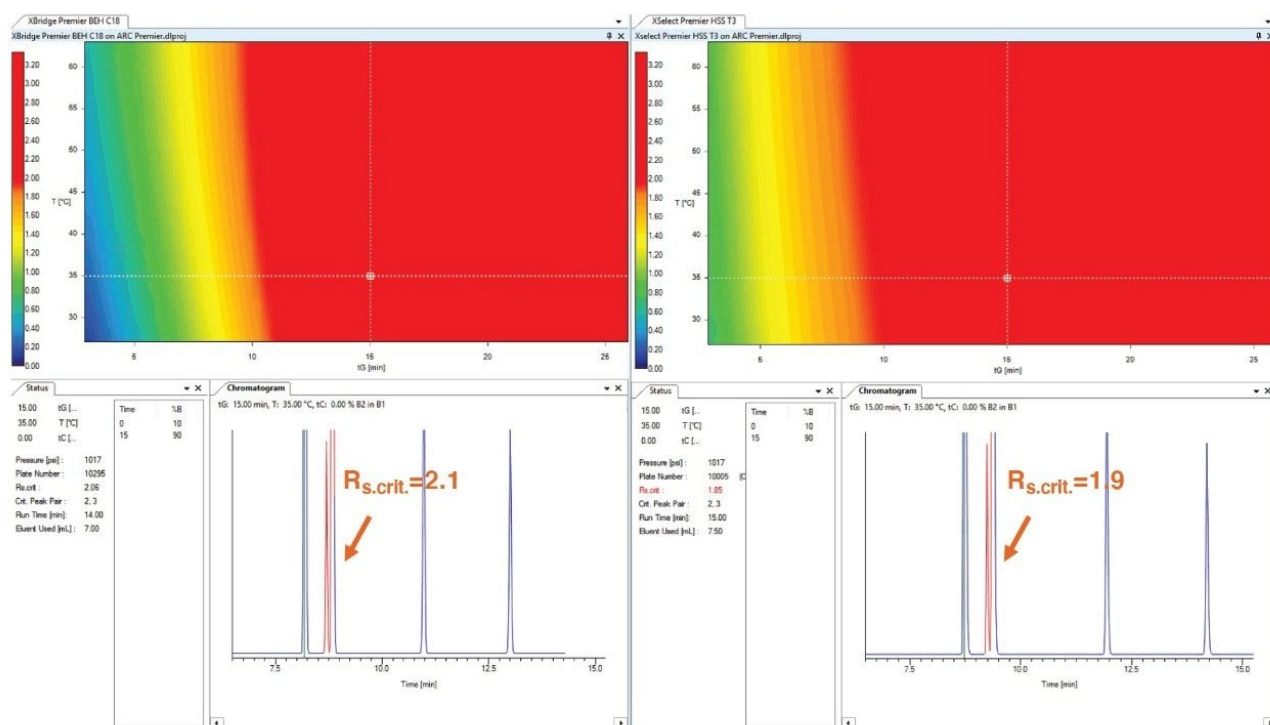 XBridge Premier BEH C18
XBridge Premier BEH C18 on ARC Premier.dlproj
3.20
3.00
2.80
2.60
2.40
2.20
2.00
1.80
1.60
1.40
1.20
1.00
0.80
0.60
0.40
0.20
0.00
T [°C]
60
55
50
45
40
35
30
5
10
15
20
25
tG [min]
XSelect Premier HSS T3
Xselect Premier HSS T3 on ARC Premier.dlproj
3.20
3.00
2.80
2.60
2.40
2.20
2.00
1.80
1.60
1.40
1.20
1.00
0.80
0.60
0.40
0.20
0.00
T [°C]
60
55
50
45
40
35
30
5
10
15
20
25
tG [min]
Status
15.00 tG [...
35.00 T [°C]
0.00 tC [...
Pressure [psi] : 1017
Plate Number : 10295
Rs,crit : 2.06
Crit. Peak Pair : 2, 3
Run Time [min]: 14.00
Eluent Used [mL] : 7.00
Time %B
0 10
15 90
Chromatogram
tG: 15.00 min, T: 35.00 °C, tC: 0.00 % B2 in B1
Rs.crit.=2.1
7.5
10.0
12.5
15.0
Time [min]
Status
15.00 tG [...
35.00 T [°C]
0.00 tC [...
Pressure [psi] : 1017
Plate Number : 10005 (C
Rs,crit : 1.85
Crit. Peak Pair : 2, 3
Run Time [min]: 15.00
Eluent Used [mL] : 7.50
Time %B
0 10
15 90
Chromatogram
tG: 15.00 min, T: 35.00 °C, tC: 0.00 % B2 in B1
Rs.crit.=1.9
7.5
10.0
12.5
15.0
Time [min]